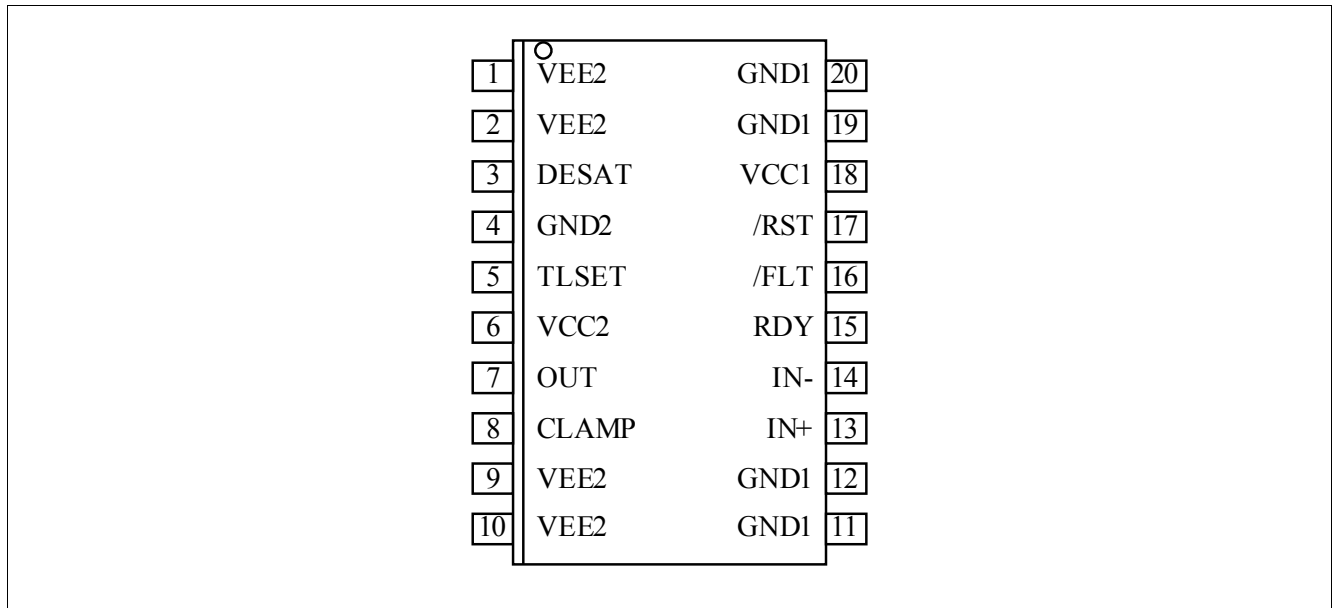 1 VEE2 GND1 20
2 VEE2 GND1 19
3 DESAT VCC1 18
4 GND2 /RST 17
5 TLSET /FLT 16
6 VCC2 RDY 15
7 OUT IN- 14
8 CLAMP IN+ 13
9 VEE2 GND1 12
10 VEE2 GND1 11